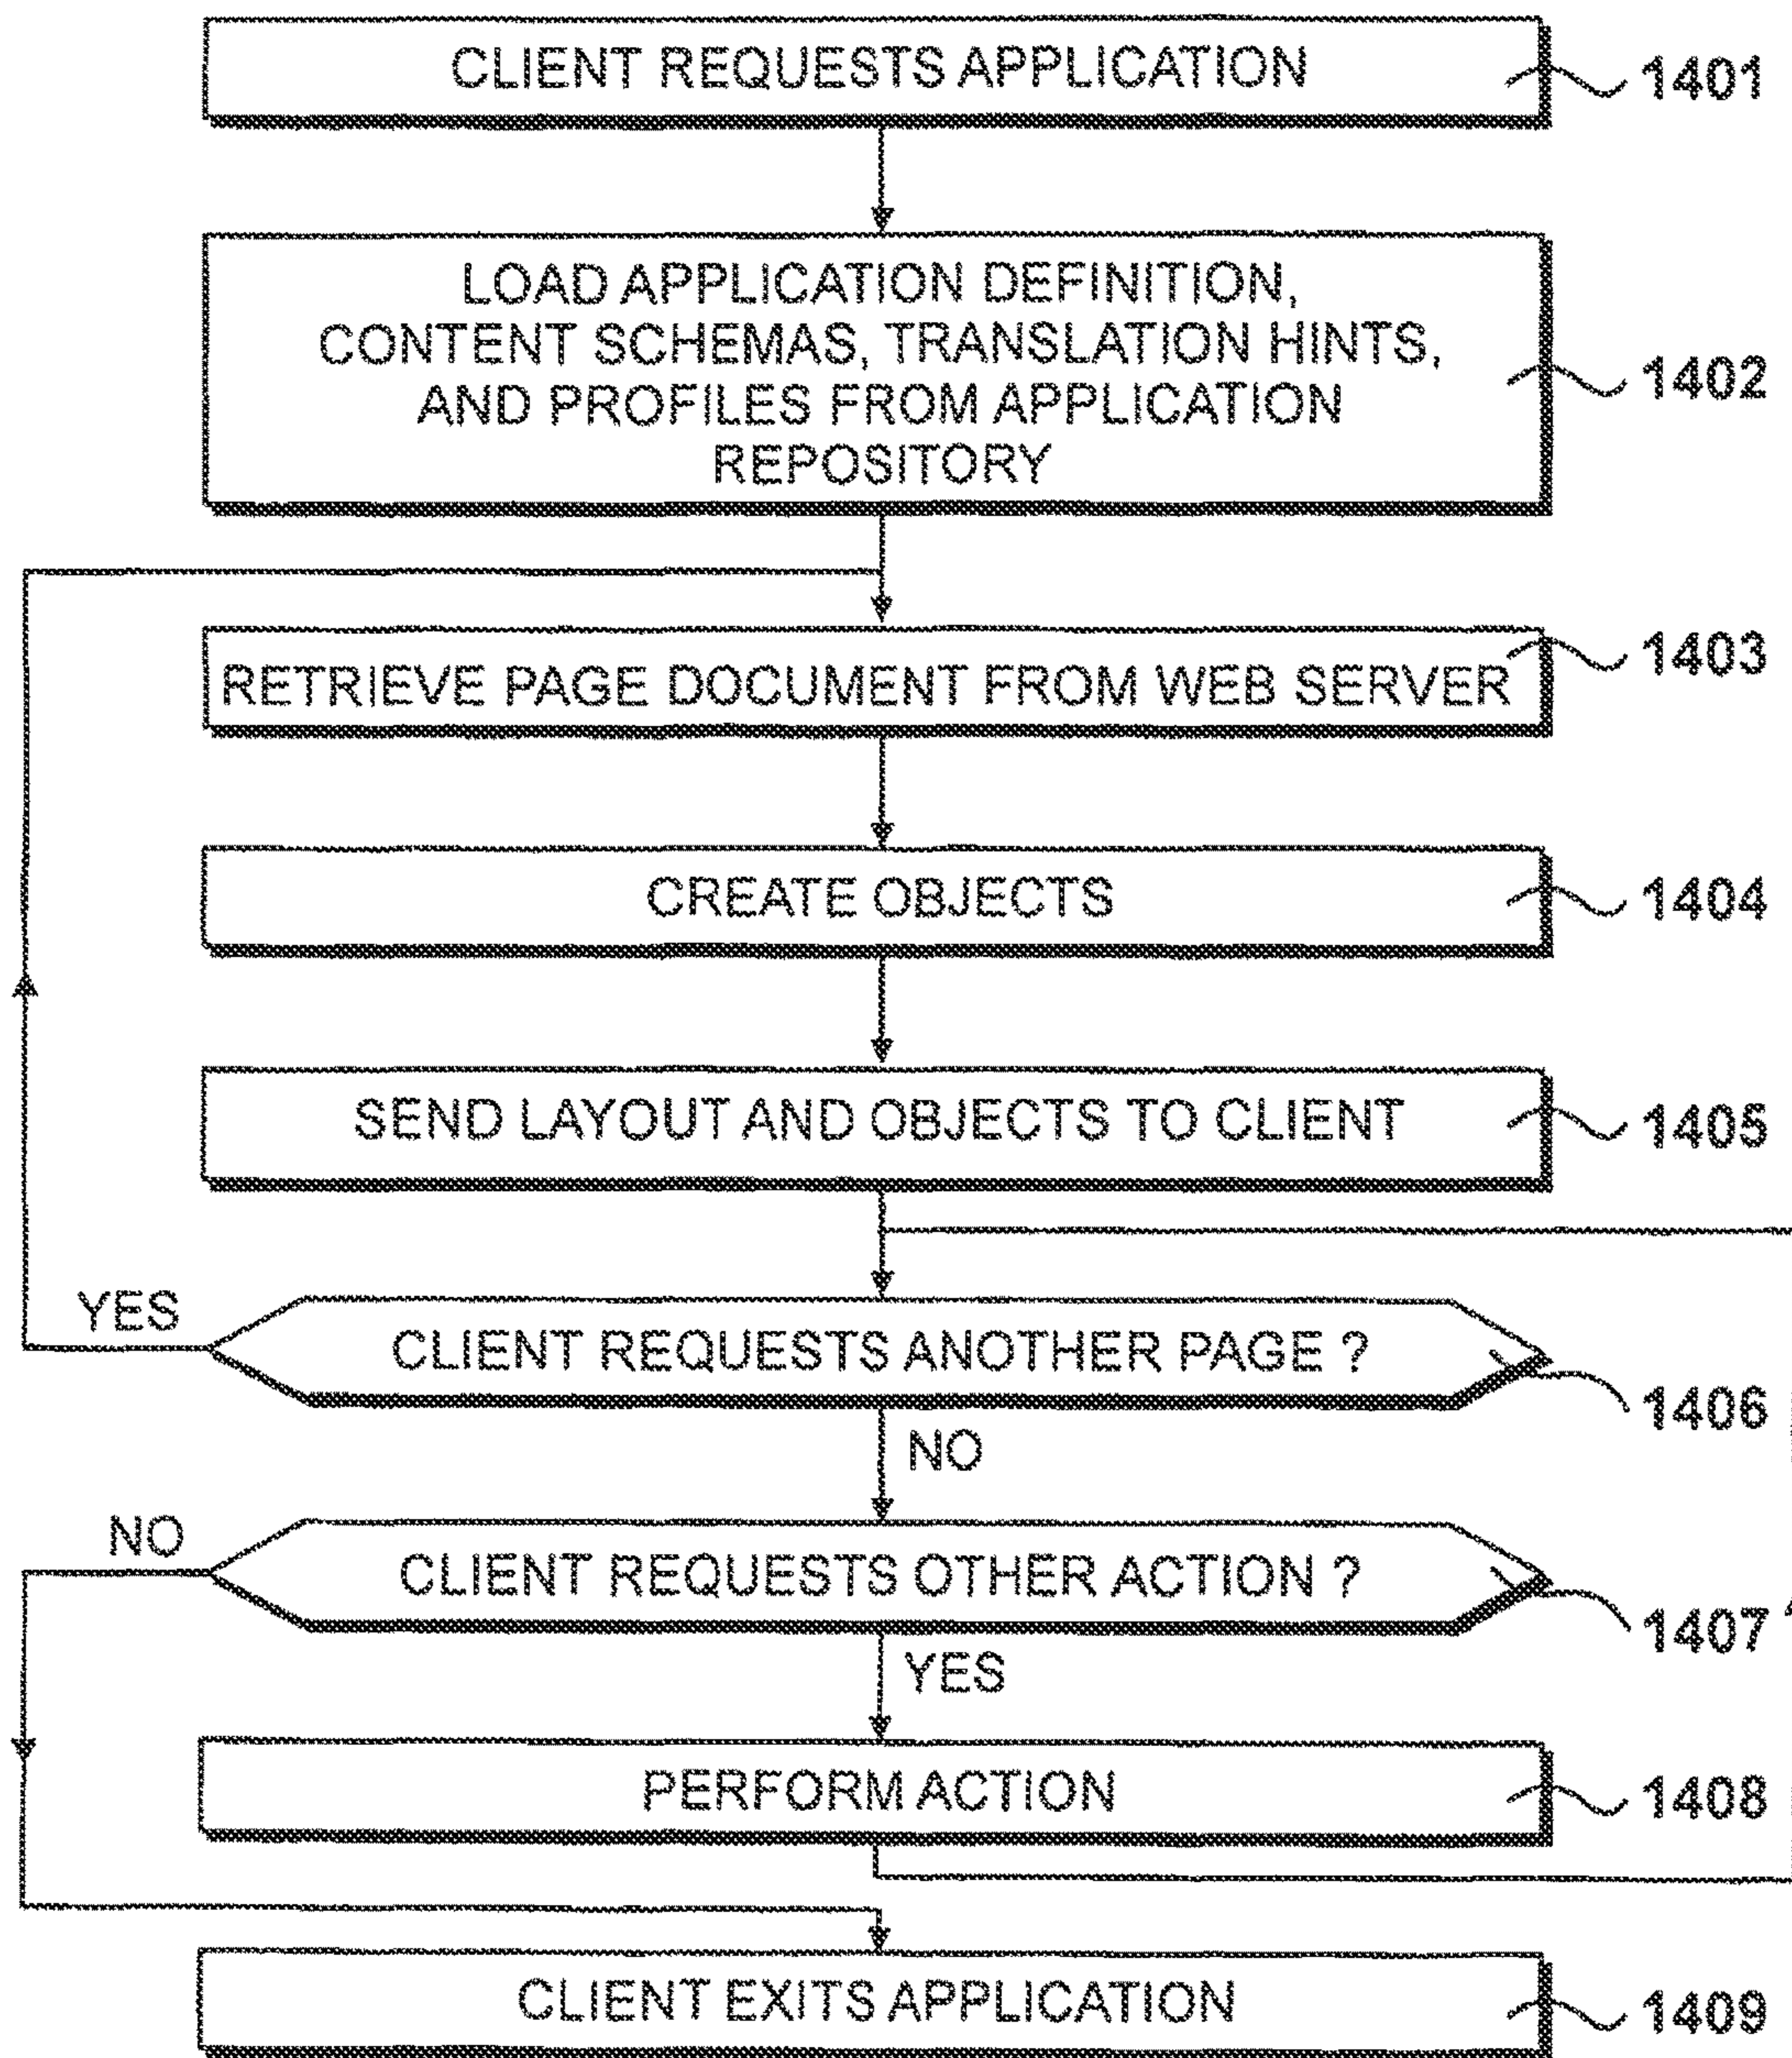 CLIENT REQUESTS APPLICATION
1401
LOAD APPLICATION DEFINITION,
CONTENT SCHEMAS, TRANSLATION HINTS,
AND PROFILES FROM APPLICATION
REPOSITORY
1402
RETRIEVE PAGE DOCUMENT FROM WEB SERVER
1403
CREATE OBJECTS
1404
SEND LAYOUT AND OBJECTS TO CLIENT
1405
YES
CLIENT REQUESTS ANOTHER PAGE ?
1406
NO
NO
CLIENT REQUESTS OTHER ACTION ?
1407
YES
PERFORM ACTION
1408
CLIENT EXITS APPLICATION
1409